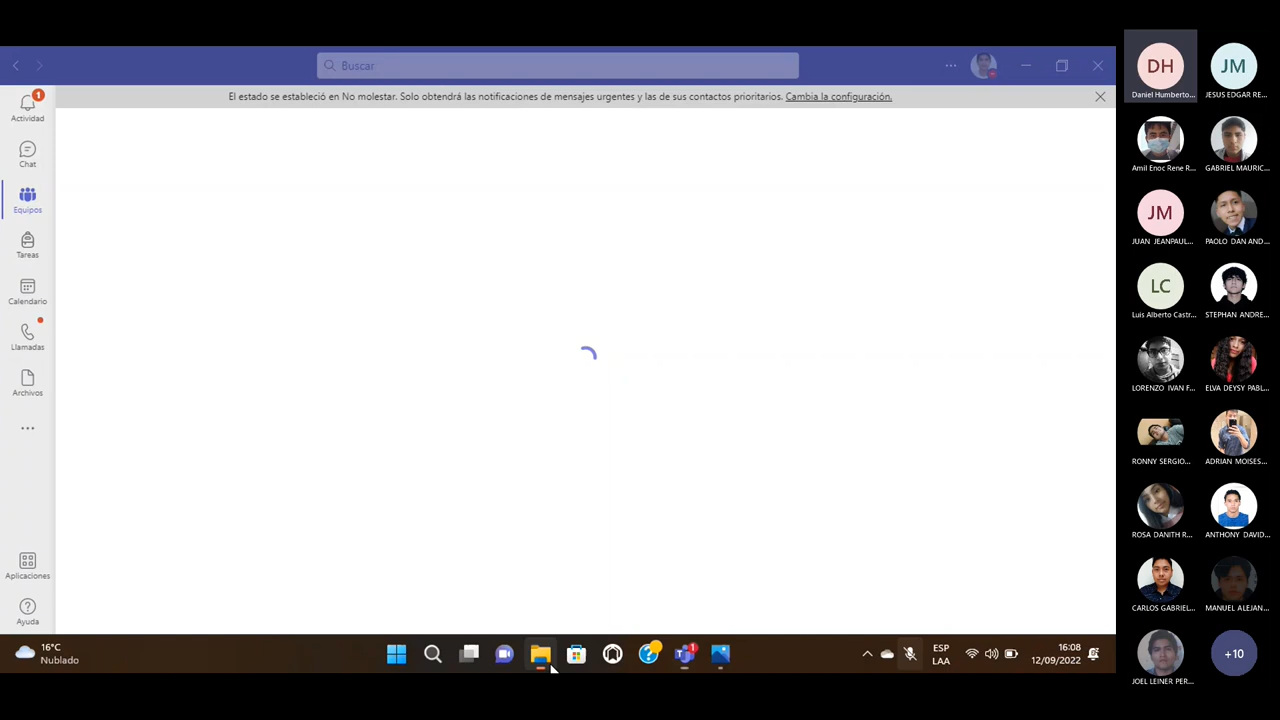 Buscar
El estado se estableció en No molestar. Solo obtendrá las notificaciones de mensajes urgentes y las de sus contactos prioritarios. Cambia la configuración.
1
Actividad
Chat
Equipos
Tareas
Calendario
Llamadas
Archivos
Aplicaciones
Ayuda
16°C
Nublado
1
ESP
LAA
16:08
12/09/2022
DH
Daniel Humberto...
JM
JESUS EDGAR RE...
Amil Enoc Rene R...
GABRIEL MAURIC...
JM
JUAN JEANPAUL...
PAOLO DAN AND...
LC
Luis Alberto Castr...
STEPHAN ANDRE...
LORENZO IVAN F...
ELVA DEYSY PABL...
RONNY SERGIO...
ADRIAN MOISES...
ROSA DANITH R...
ANTHONY DAVID...
CARLOS GABRIEL...
MANUEL ALEJAN...
JOEL LEINER PER...
+10